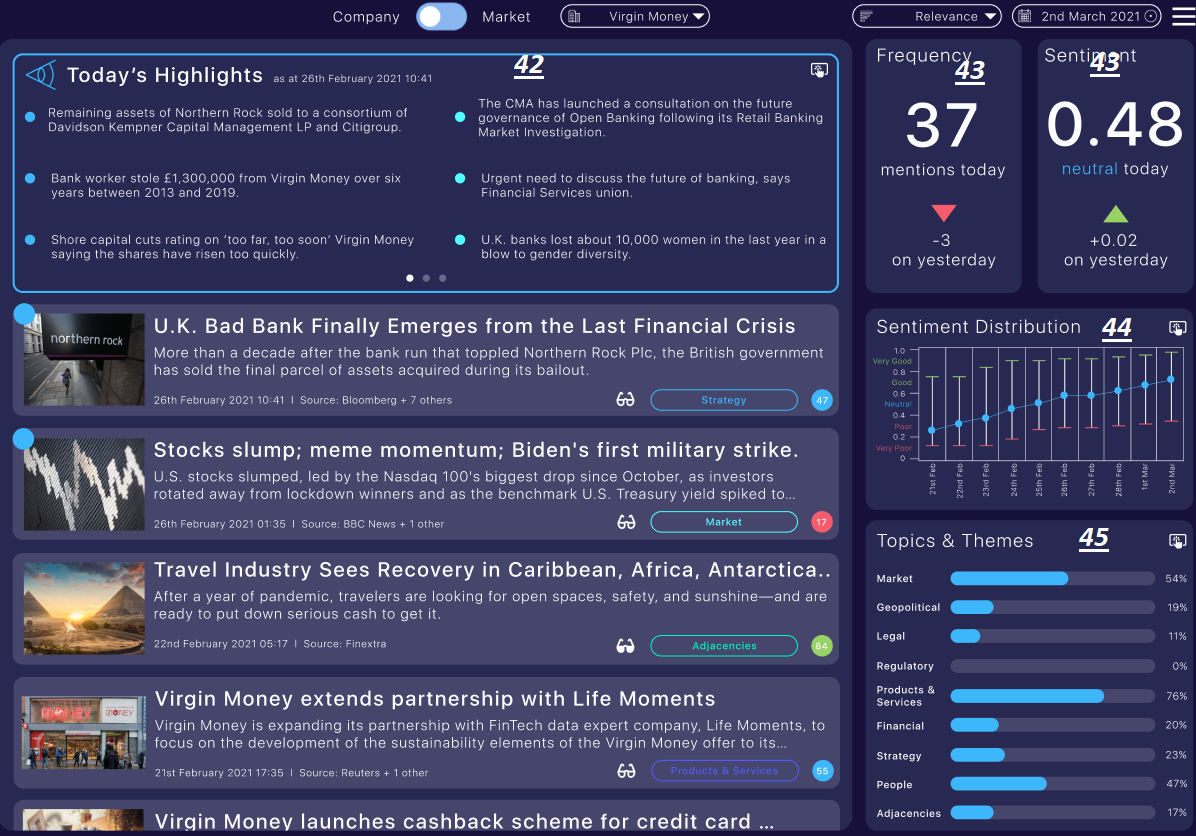 Company
Market
Virgin Money
Relevance
2nd March 2021
Today's Highlights as at 26th February 2021 10:41
42
Remaining assets of Northern Rock sold to a consortium of
Davidson Kempner Capital Management LP and Citigroup.
Bank worker stole £1,300,000 from Virgin Money over six
years between 2013 and 2019.
Shore capital cuts rating on 'too far, too soon' Virgin Money
saying the shares have risen too quickly.
The CMA has launched a consultation on the future
governance of Open Banking following its Retail Banking
Market Investigation.
Urgent need to discuss the future of banking, says
Financial Services union.
U.K. banks lost about 10,000 women in the last year in a
blow to gender diversity.
northern rock
U.K. Bad Bank Finally Emerges from the Last Financial Crisis
More than a decade after the bank run that toppled Northern Rock Plc, the British government
has sold the final parcel of assets acquired during its bailout.
26th February 2021 10:41 | Source: Bloomberg + 7 others
Strategy
47
Stocks slump; meme momentum; Biden's first military strike.
U.S. stocks slumped, led by the Nasdaq 100's biggest drop since October, as investors
rotated away from lockdown winners and as the benchmark U.S. Treasury yield spiked to...
26th February 2021 01:35 | Source: BBC News + 1 other
Market
17
Travel Industry Sees Recovery in Caribbean, Africa, Antarctica..
After a year of pandemic, travelers are looking for open spaces, safety, and sunshine—and are
ready to put down serious cash to get it.
22nd February 2021 05:17 | Source: Finextra
Adjacencies
84
MONEY
MONEY
Virgin Money extends partnership with Life Moments
Virgin Money is expanding its partnership with FinTech data expert company, Life Moments, to
focus on the development of the sustainability elements of the Virgin Money offer to its...
21st February 2021 17:35 | Source: Reuters + 1 other
Products & Services
55
Virgin Money launches cashback scheme for credit card ...
Frequency
43
37
mentions today
-3
on yesterday
Sentiment
43
0.48
neutral today
+0.02
on yesterday
Sentiment Distribution
44
1.0
Very Good
0.8
Good
0.6
Neutral
0.4
Poor
0.2
Very Poor
0
21st Feb
22nd Feb
23rd Feb
24th Feb
25th Feb
26th Feb
27th Feb
28th Feb
1st Mar
2nd Mar
Topics & Themes
45
Market 54%
Geopolitical 19%
Legal 11%
Regulatory 0%
Products &
Services 76%
Financial 20%
Strategy 23%
People 47%
Adjacencies 17%